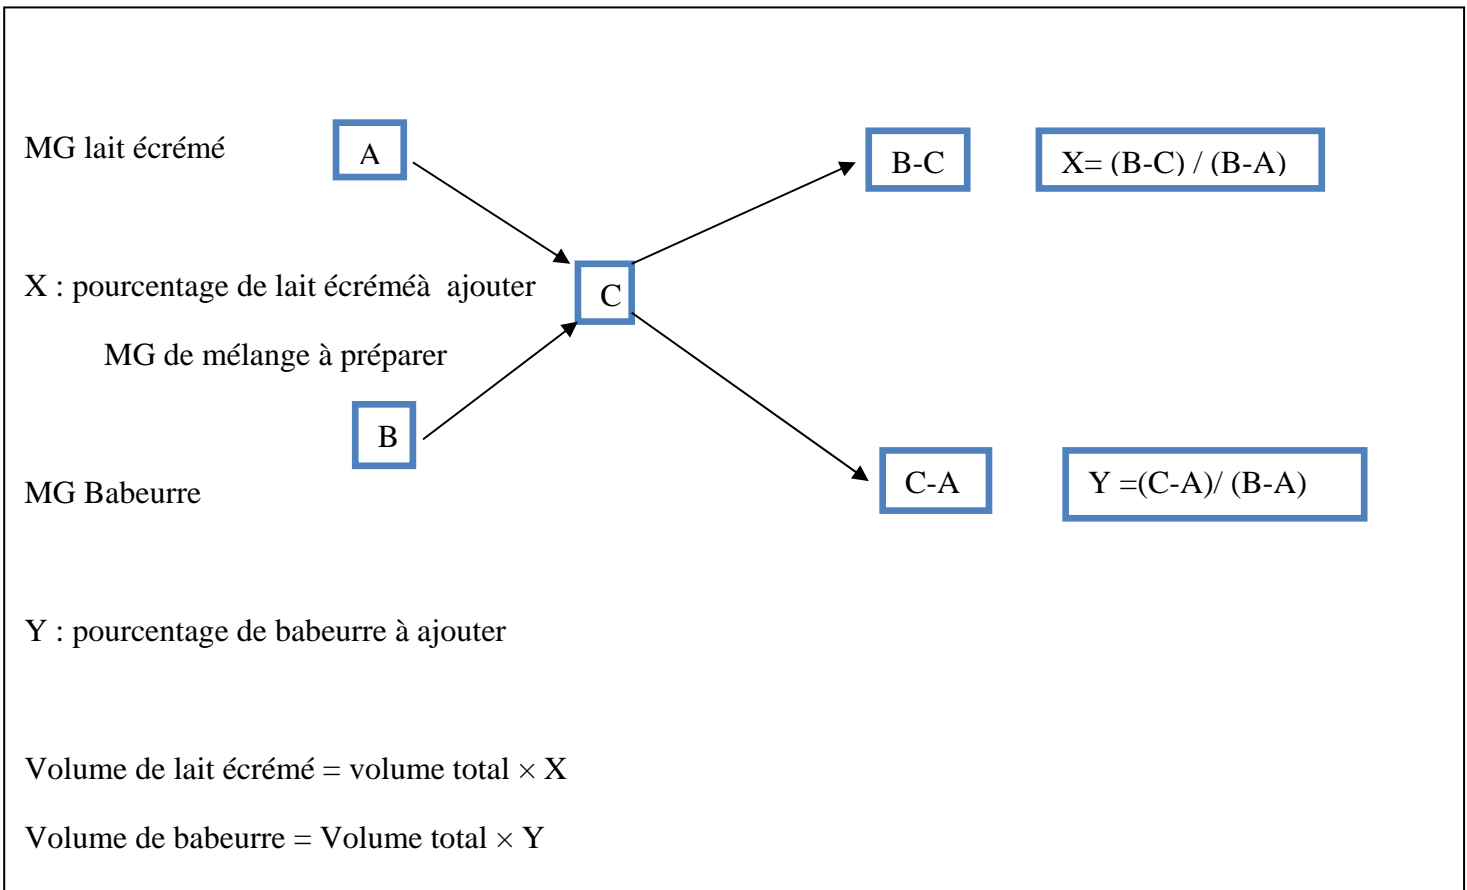 MG lait écrémé
A
B-C
X= (B-C) / (B-A)
X : pourcentage de lait écréméà ajouter
C
MG de mélange à préparer
B
MG Babeurre
C-A
Y =(C-A)/ (B-A)
Y : pourcentage de babeurre à ajouter
Volume de lait écrémé = volume total × X
Volume de babeurre = Volume total × Y